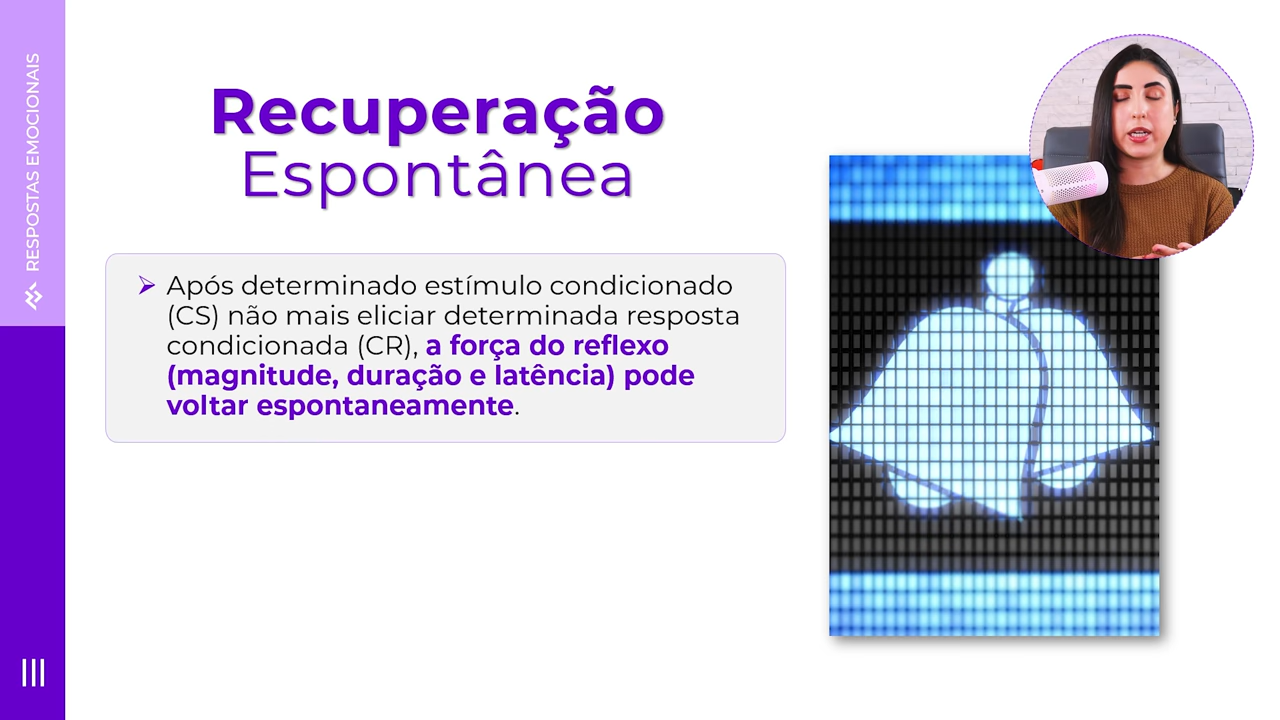 RESPOSTAS EMOCIONAIS
Recuperação
Espontânea
➢ Após determinado estímulo condicionado
(CS) não mais eliciar determinada resposta
condicionada (CR), a força do reflexo
(magnitude, duração e latência) pode
voltar espontaneamente.